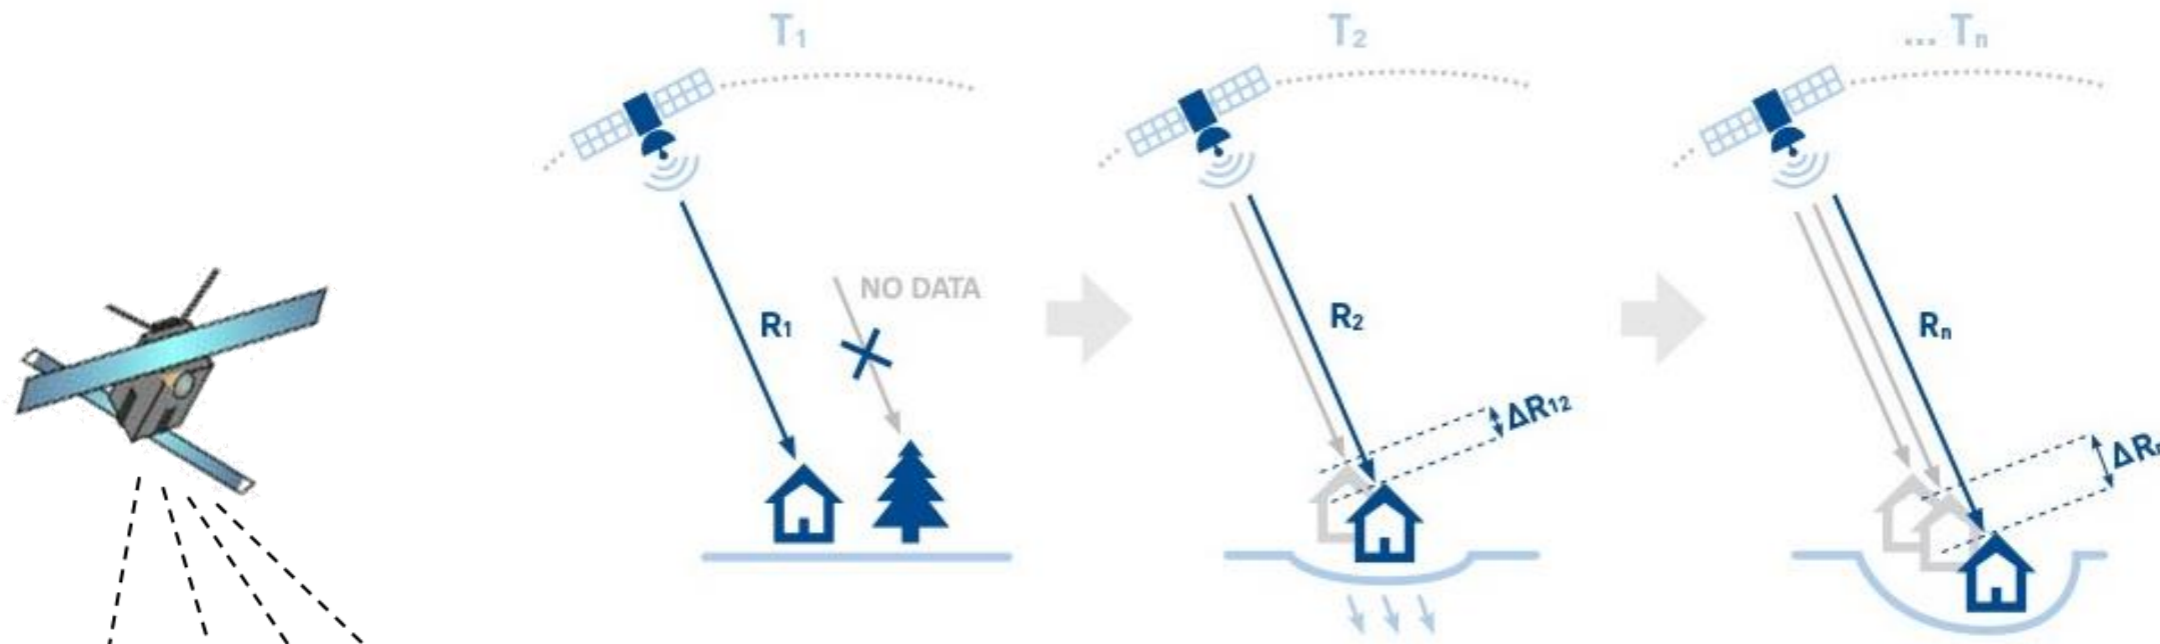 T₁
T₂
... Tₙ
NO DATA
R₁
R₂
Rₙ
ΔR₁₂